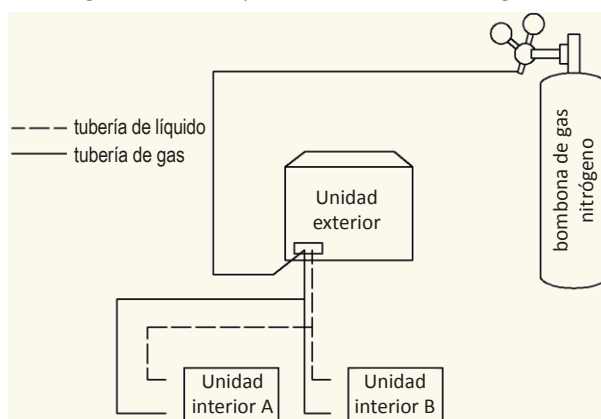 tubería de líquido
tubería de gas
Unidad
exterior
bombona de gas
nitrógeno
Unidad
interior A
Unidad
interior B